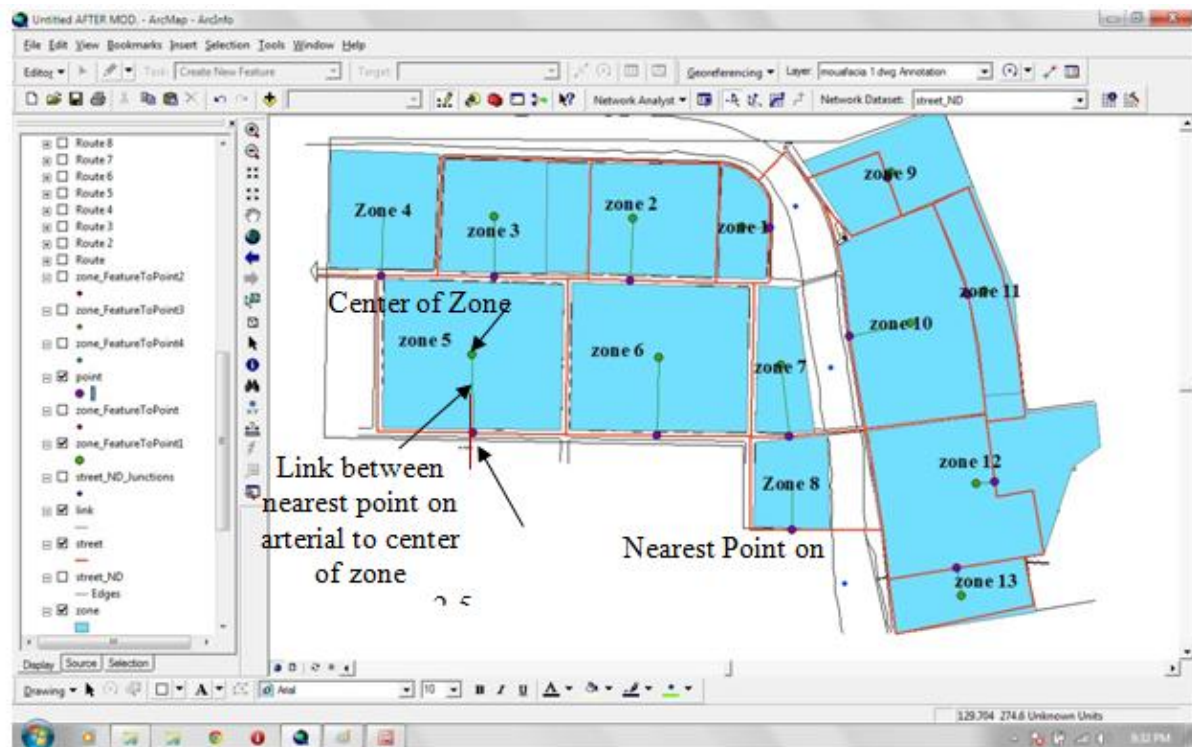 Untitled AFTER MOD. - ArcMap - ArcInfo
File Edit View Bookmarks Insert Selection Tools Window Help
Editor Task: Create New Feature Target: Georeferencing Layer: mouafacia 1 dwg Annotation
Network Analyst Network Dataset: street_ND
Route 8
Route 7
Route 6
Route 5
Route 4
Route 3
Route 2
Route
zone_FeatureToPoint2
zone_FeatureToPoint3
zone_FeatureToPoint4
point
zone_FeatureToPoint
zone_FeatureToPoint1
street_ND_Junctions
link
street
street_ND
Edges
zone
Display Source Selection
Zone 4
zone 3
zone 2
zone 1
zone 9
zone 11
zone 10
Center of Zone
zone 5
zone 6
zone 7
zone 12
Zone 8
zone 13
Link between
nearest point on
arterial to center
of zone
Nearest Point on
Drawing A Arial 10 B I U A
129.704 274.6 Unknown Units
9:32 PM